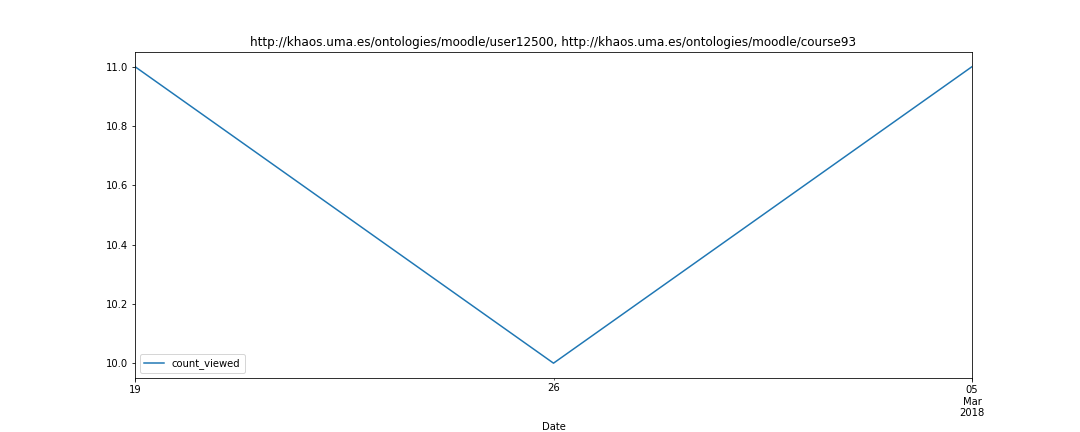 http://khaos.uma.es/ontologies/moodle/user12500, http://khaos.uma.es/ontologies/moodle/course93
11.0
10.8
10.6
10.4
10.2
10.0
count_viewed
19
26
05
Mar
2018
Date